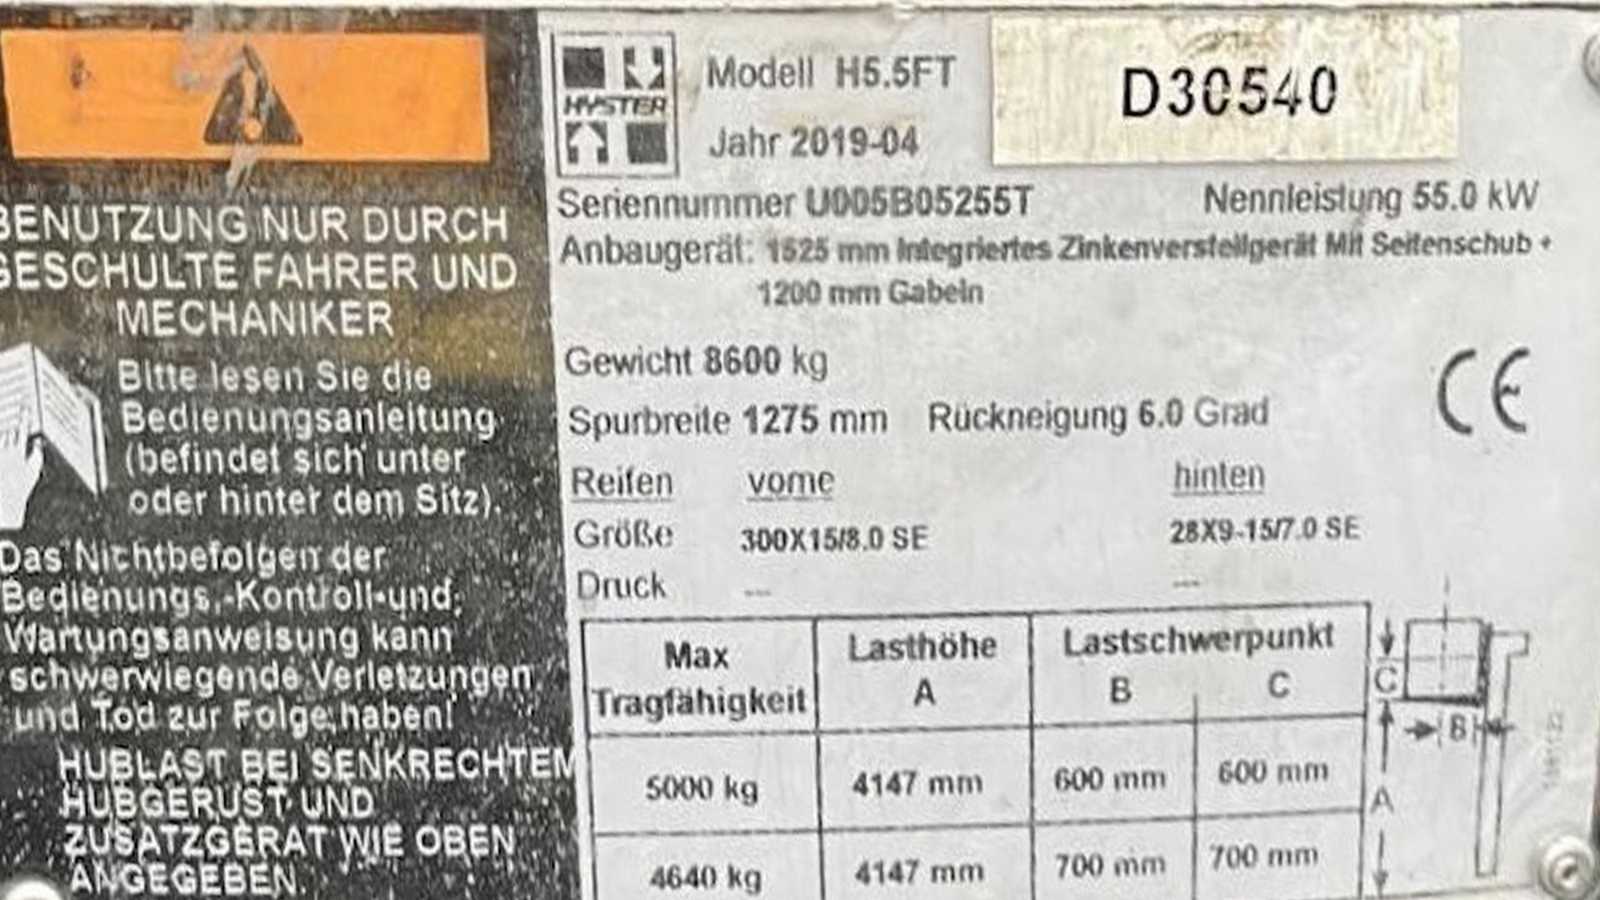 BENUTZUNG NUR DURCH
GESCHULTE FAHRER UND
MECHANIKER
Bitte lesen Sie die
Bedienungsanleitung
(befindet sich unter
oder hinter dem Sitz).
Das Nichtbefolgen der
Bedienungs,-Kontroll-und,
Wartungsanweisung kann
schwerwiegende Verletzungen
und Tod zur Folge haben!
HUBLAST BEI SENKRECHTEM
HUBGERUST UND
ZUSATZGERAT WIE OBEN
ANGEGEBEN.
HYSTER
Modell H5.5FT
D30540
Jahr 2019-04
Seriennummer U005B05255T Nennleistung 55.0 kW
Anbaugerät: 1525 mm Integriertes Zinkenverstellgerät Mit Seitenschub +
1200 mm Gabeln
Gewicht 8600 kg
CE
Spurbreite 1275 mm Rückneigung 6.0 Grad
Reifen vorne hinten
Größe 300X15/8.0 SE 28X9-15/7.0 SE
Druck --- ---
Max Tragfähigkeit Lasthöhe A Lastschwerpunkt B C
5000 kg 4147 mm 600 mm 600 mm
4640 kg 4147 mm 700 mm 700 mm
C
B
A